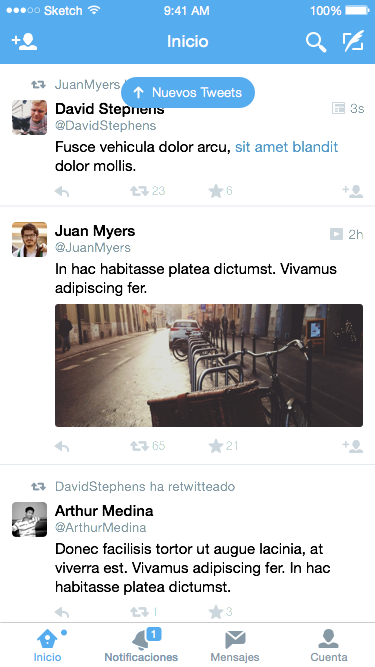 Sketch 9:41 AM 100%
Inicio
JuanMyers
Nuevos Tweets
David Stephens 3s
@DavidStephens
Fusce vehicula dolor arcu, sit amet blandit
dolor mollis.
23 6
Juan Myers 2h
@JuanMyers
In hac habitasse platea dictumst. Vivamus
adipiscing fer.
65 21
DavidStephens ha retwitteado
Arthur Medina
@ArthurMedina
Donec facilisis tortor ut augue lacinia, at
viverra est. Vivamus adipiscing fer. In hac
habitasse platea dictumst.
1 3
1
Inicio Notificaciones Mensajes Cuenta